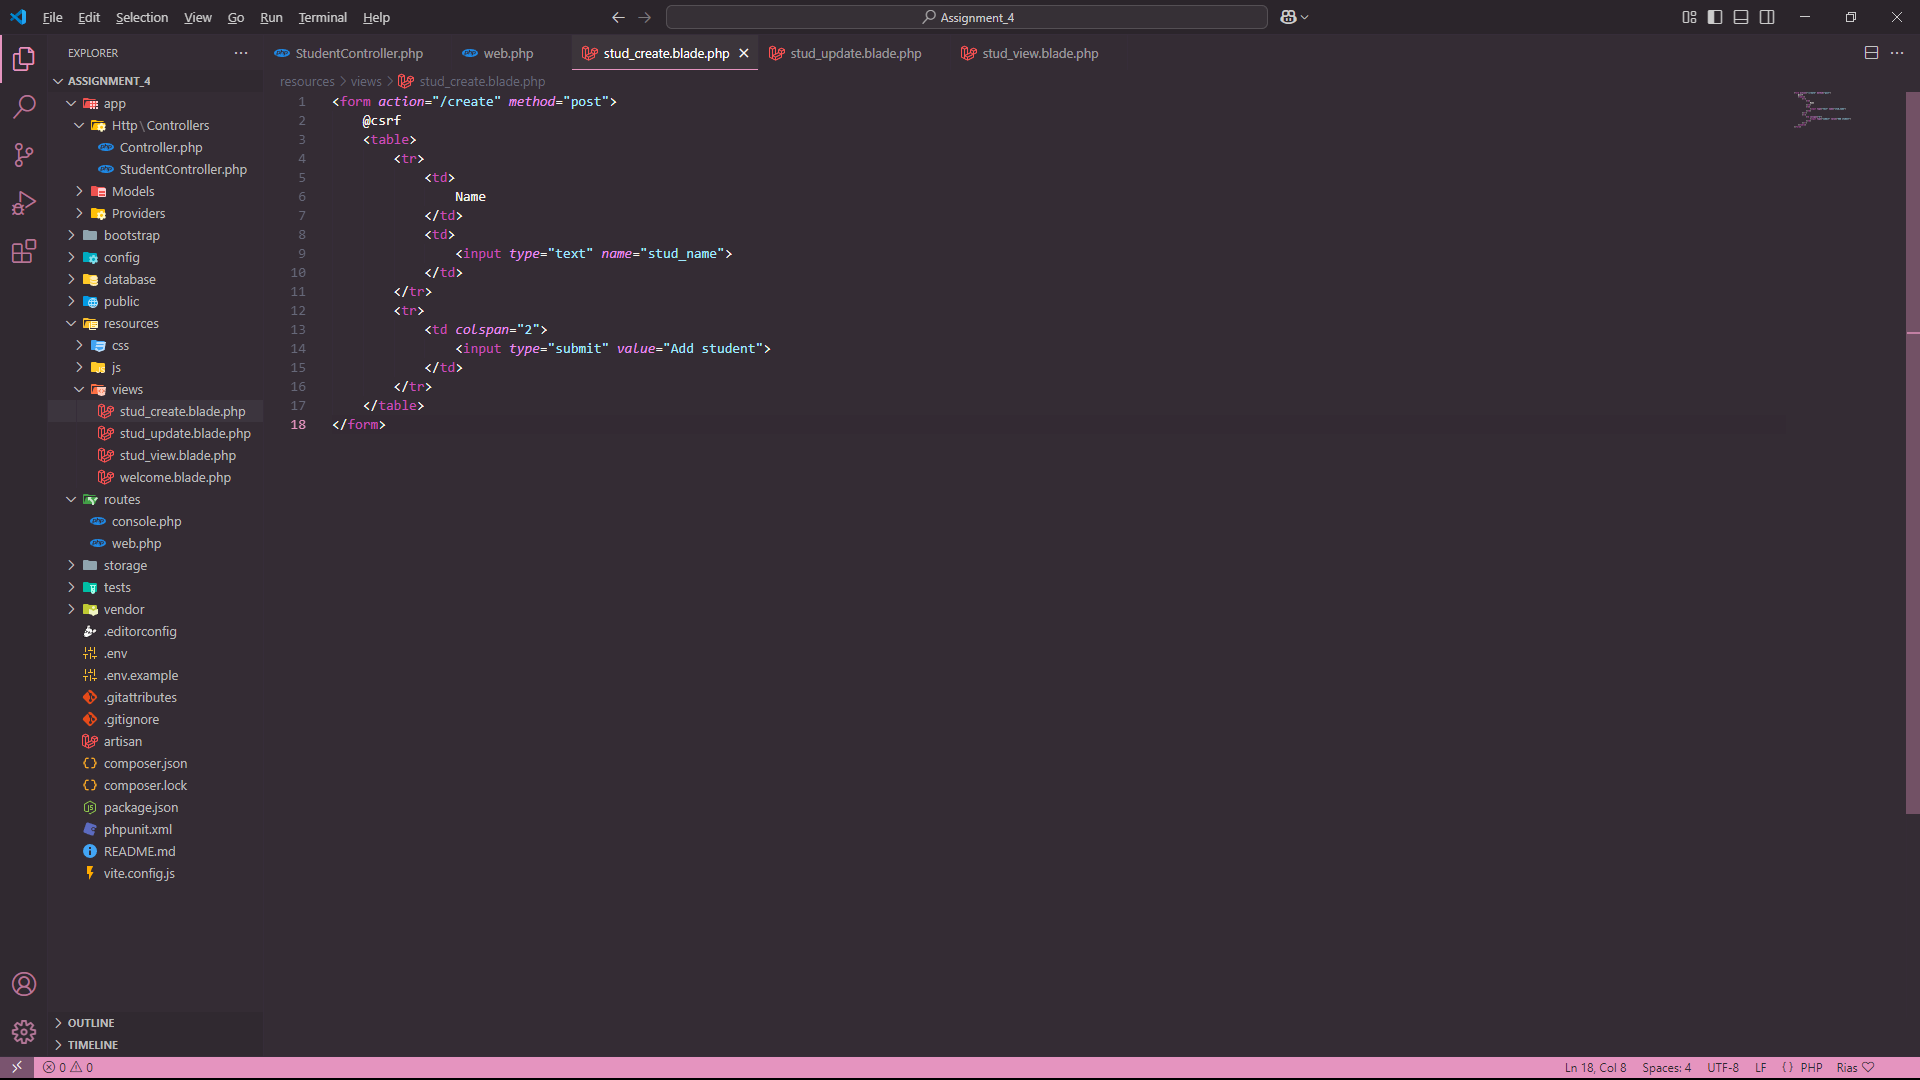 File Edit Selection View Go Run Terminal Help
Assignment_4
EXPLORER
StudentController.php
web.php
stud_create.blade.php
stud_update.blade.php
stud_view.blade.php
ASSIGNMENT_4
app
Http\Controllers
Controller.php
StudentController.php
Models
Providers
bootstrap
config
database
public
resources
css
js
views
stud_create.blade.php
stud_update.blade.php
stud_view.blade.php
welcome.blade.php
routes
console.php
web.php
storage
tests
vendor
.editorconfig
.env
.env.example
.gitattributes
.gitignore
artisan
composer.json
composer.lock
package.json
phpunit.xml
README.md
vite.config.js
OUTLINE
TIMELINE
resources > views > stud_create.blade.php
1 <form action="/create" method="post">
2     @csrf
3     <table>
4         <tr>
5             <td>
6                 Name
7             </td>
8             <td>
9                 <input type="text" name="stud_name">
10             </td>
11         </tr>
12         <tr>
13             <td colspan="2">
14                 <input type="submit" value="Add student">
15             </td>
16         </tr>
17     </table>
18 </form>
0 0
Ln 18, Col 8 Spaces: 4 UTF-8 LF { } PHP Rias ♡